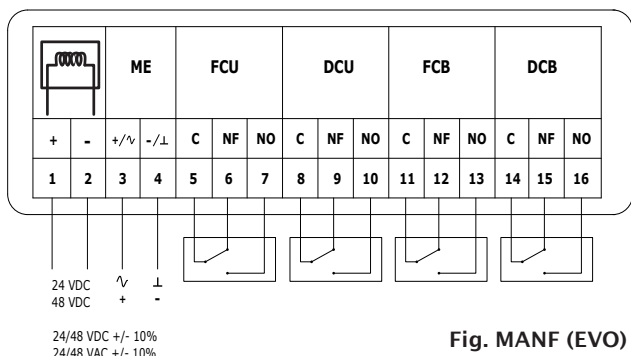 ME FCU DCU FCB DCB
+ - +/∿ -/⊥ C NF NO C NF NO C NF NO C NF NO
1 2 3 4 5 6 7 8 9 10 11 12 13 14 15 16
24 VDC ∿ ⊥
48 VDC + -
24/48 VDC +/- 10%
24/48 VAC +/- 10%
Fig. MANF (EVO)